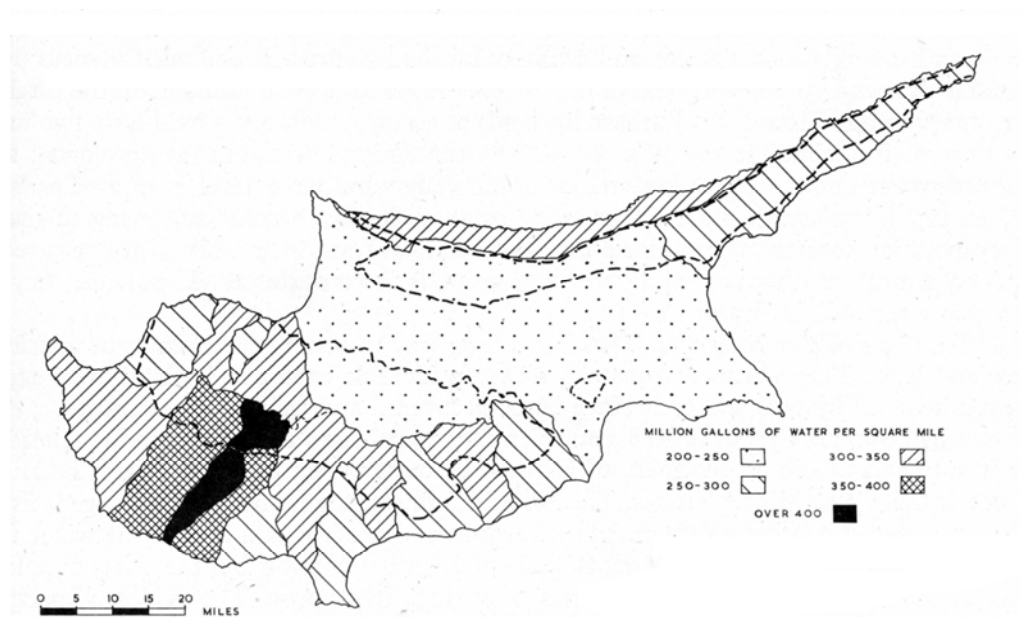 MILLION GALLONS OF WATER PER SQUARE MILE
200-250 300-350
250-300 350-400
OVER 400
0 5 10 15 20 MILES